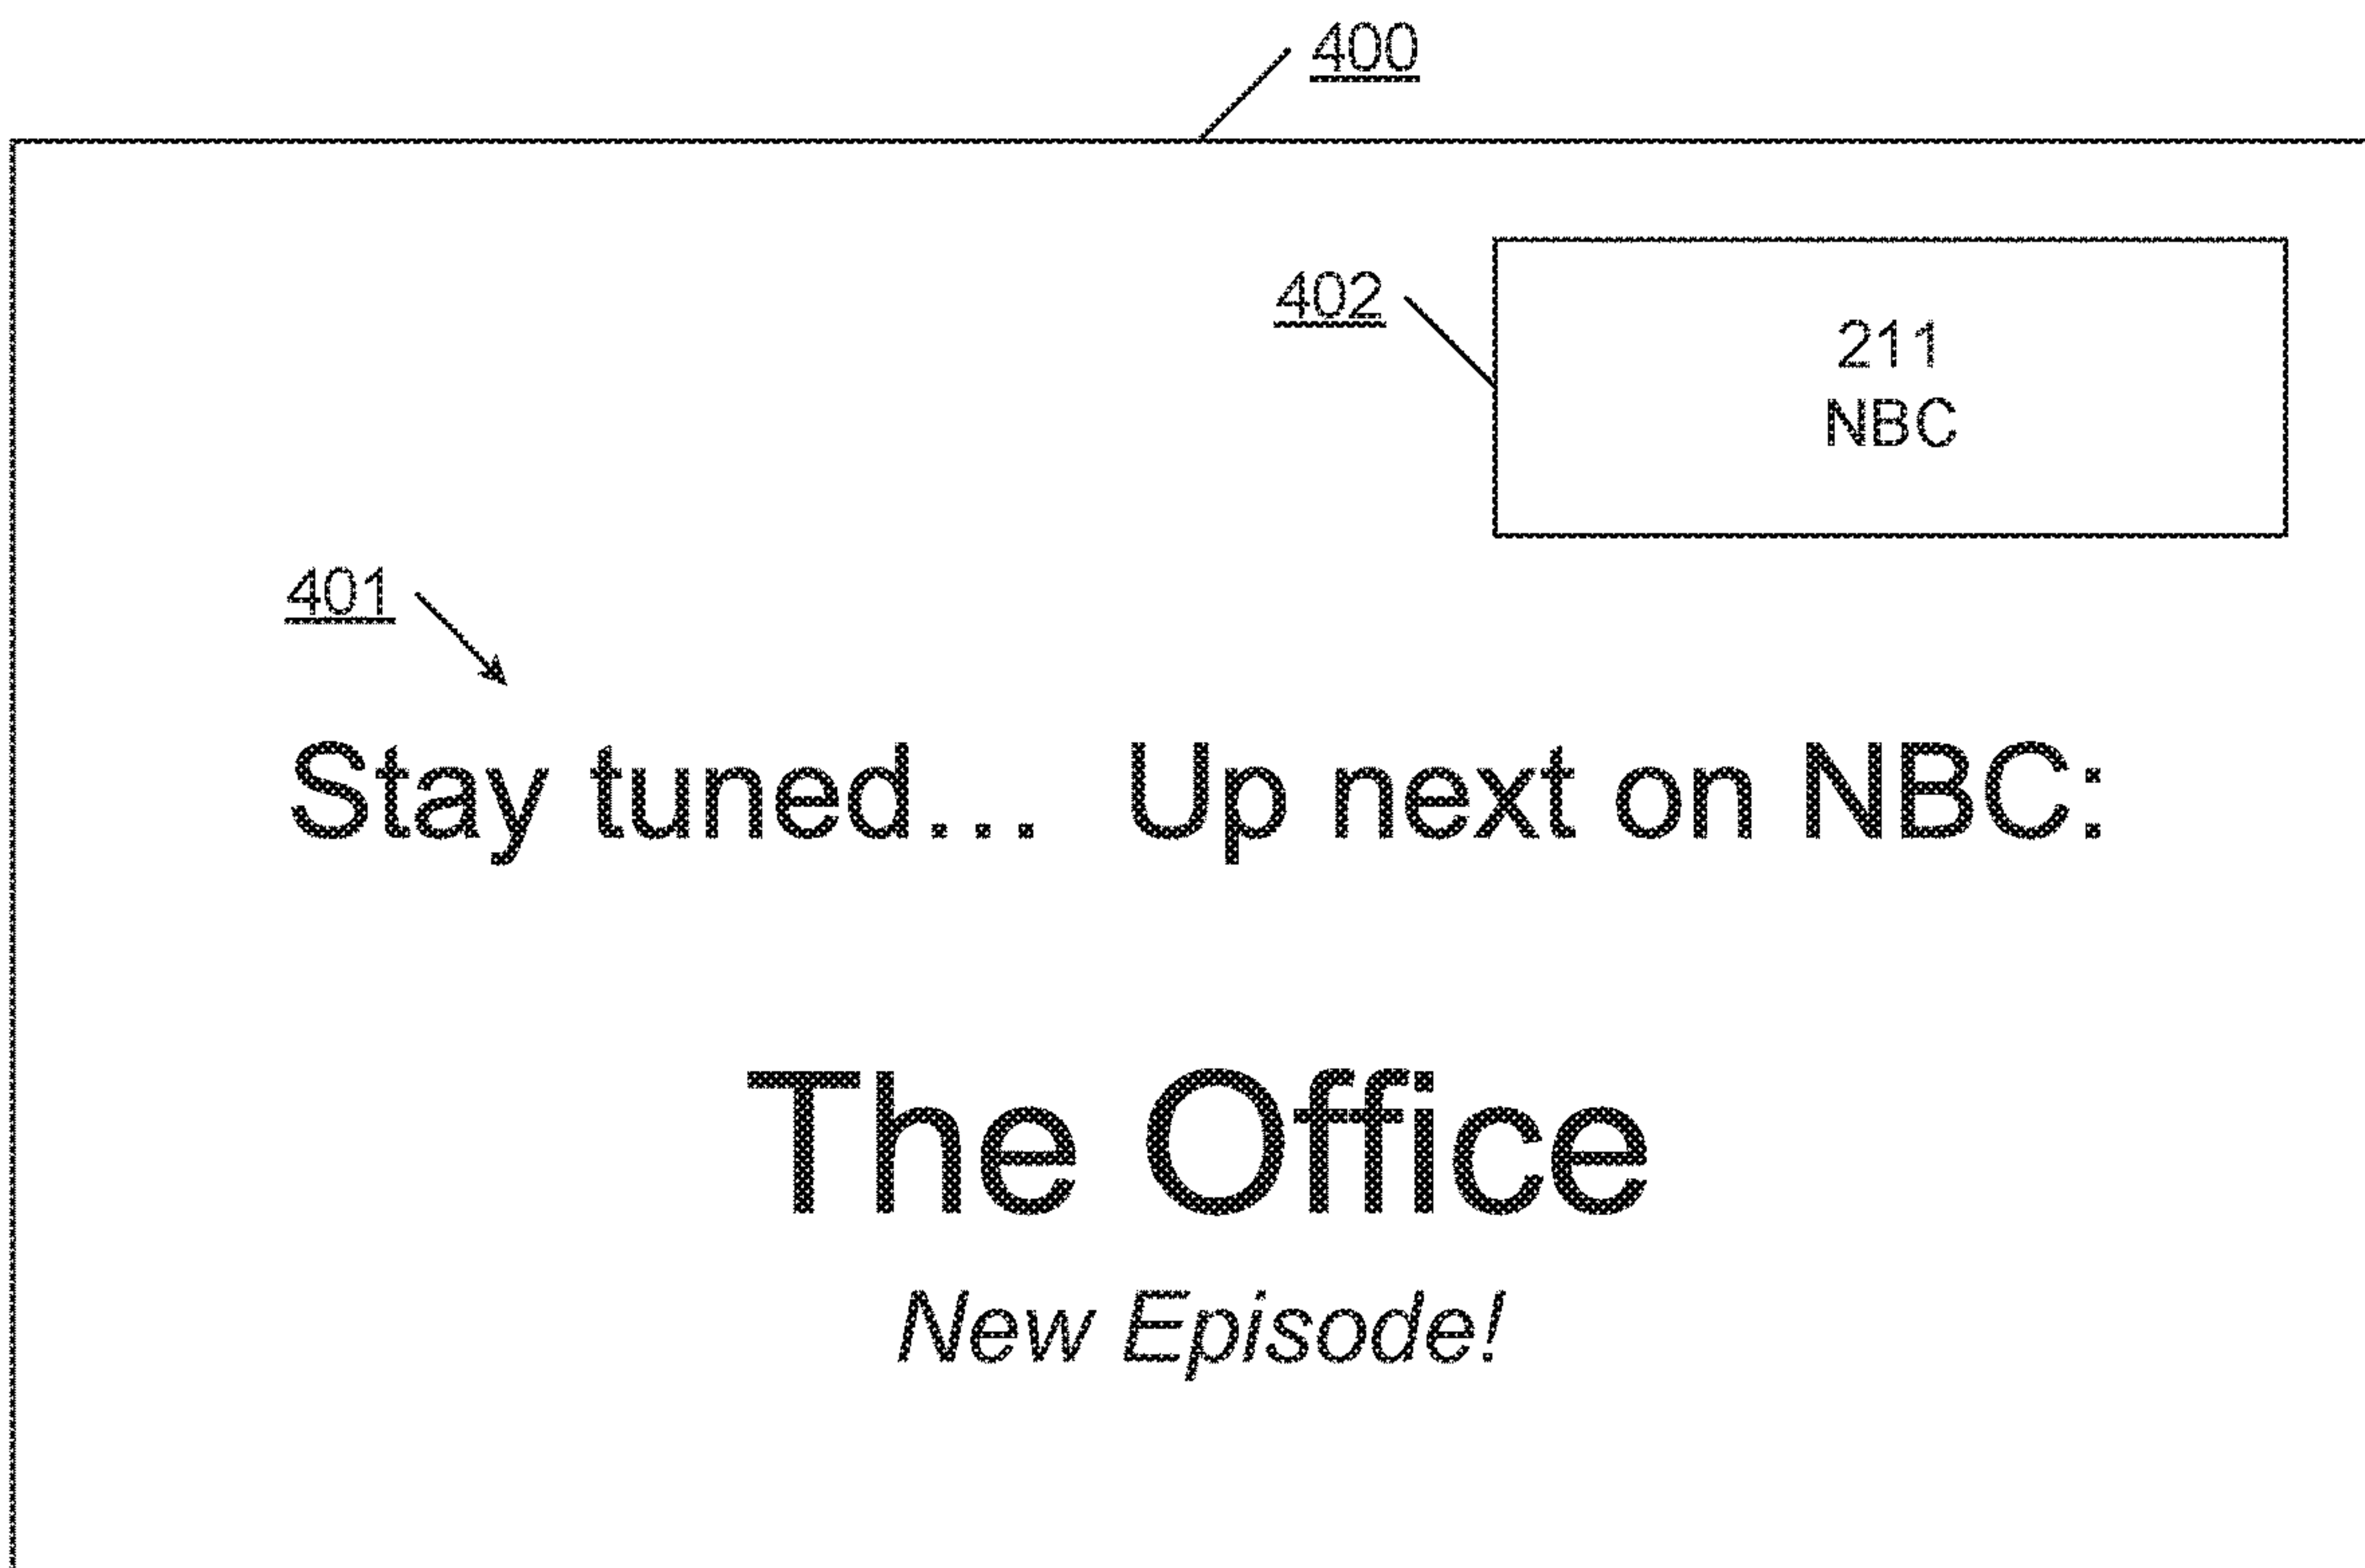 400
402
211
NBC
401
Stay tuned... Up next on NBC:
The Office
New Episode!